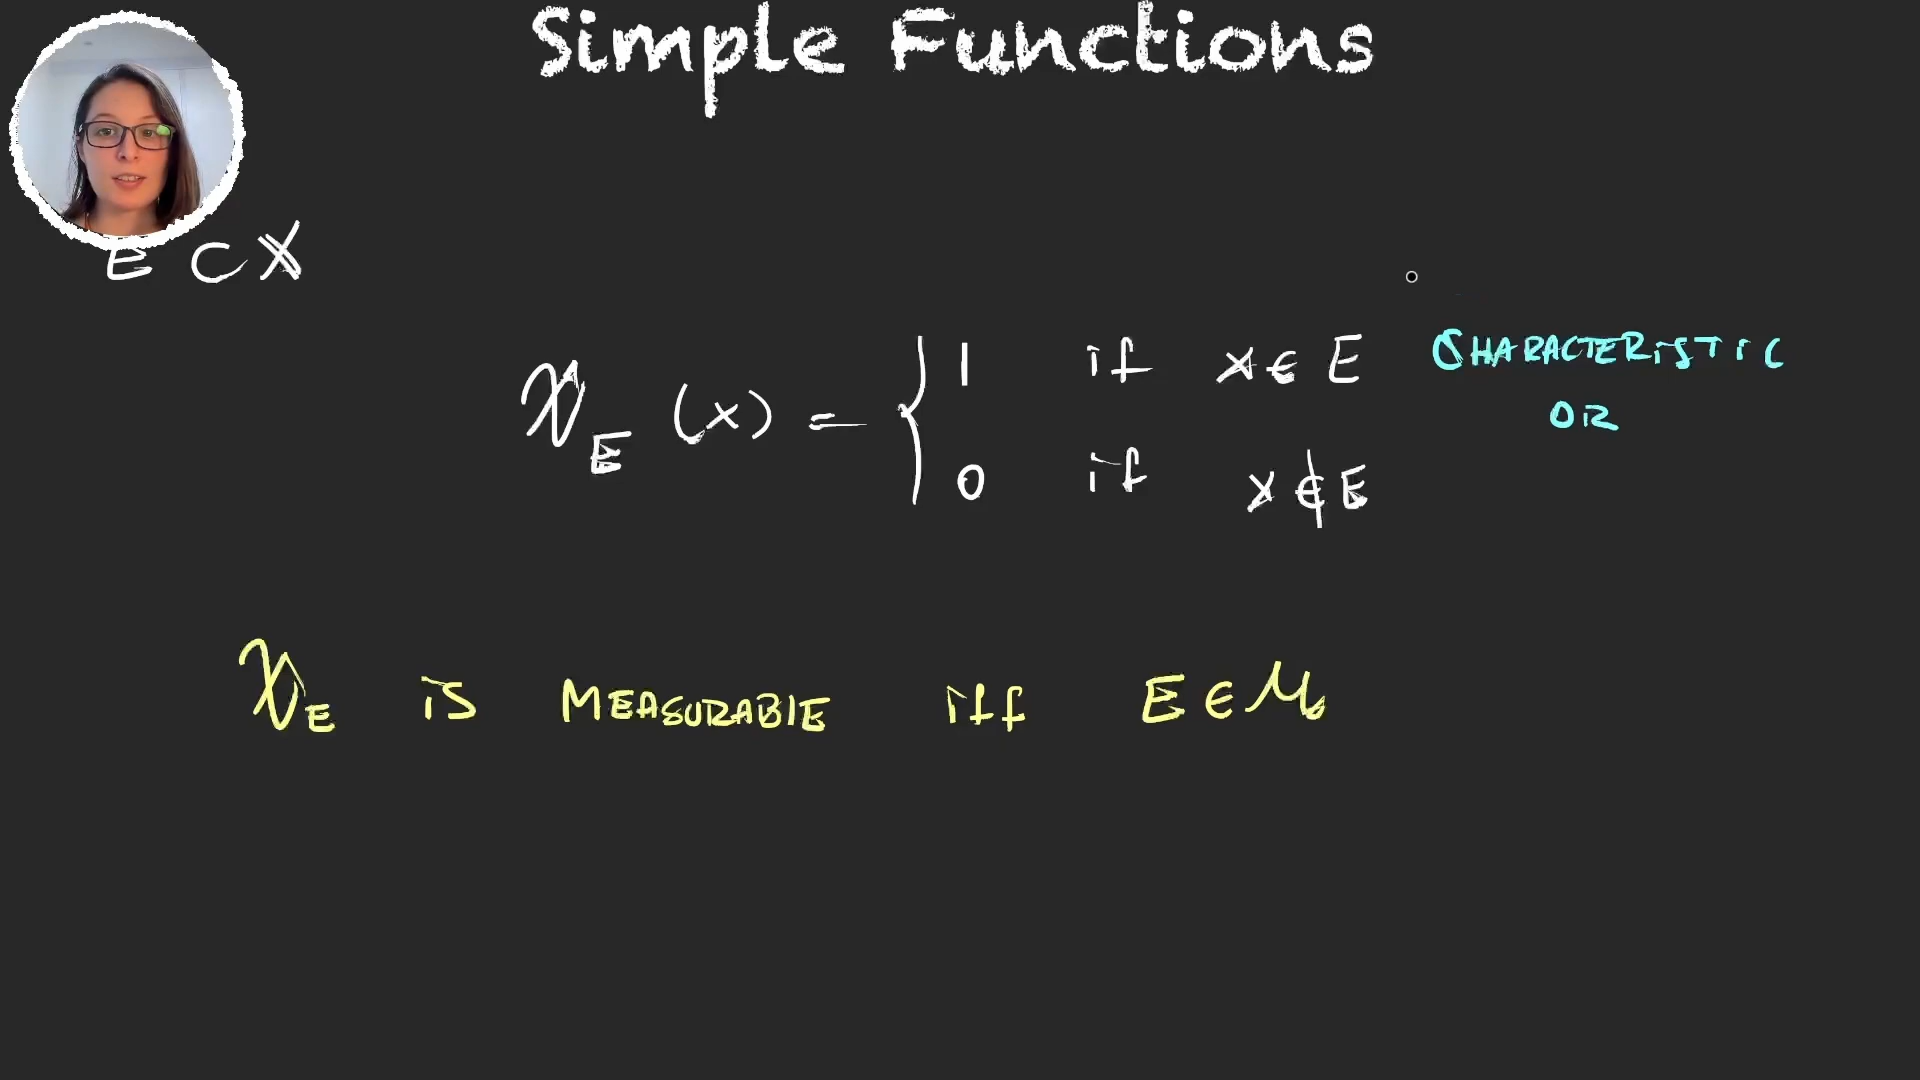 Simple Functions
E ⊂ X
χ_E (x) = { 1 if x ∈ E
0 if x ∉ E
CHARACTERISTIC
OR
χ_E is MEASURABLE iff E ∈ M